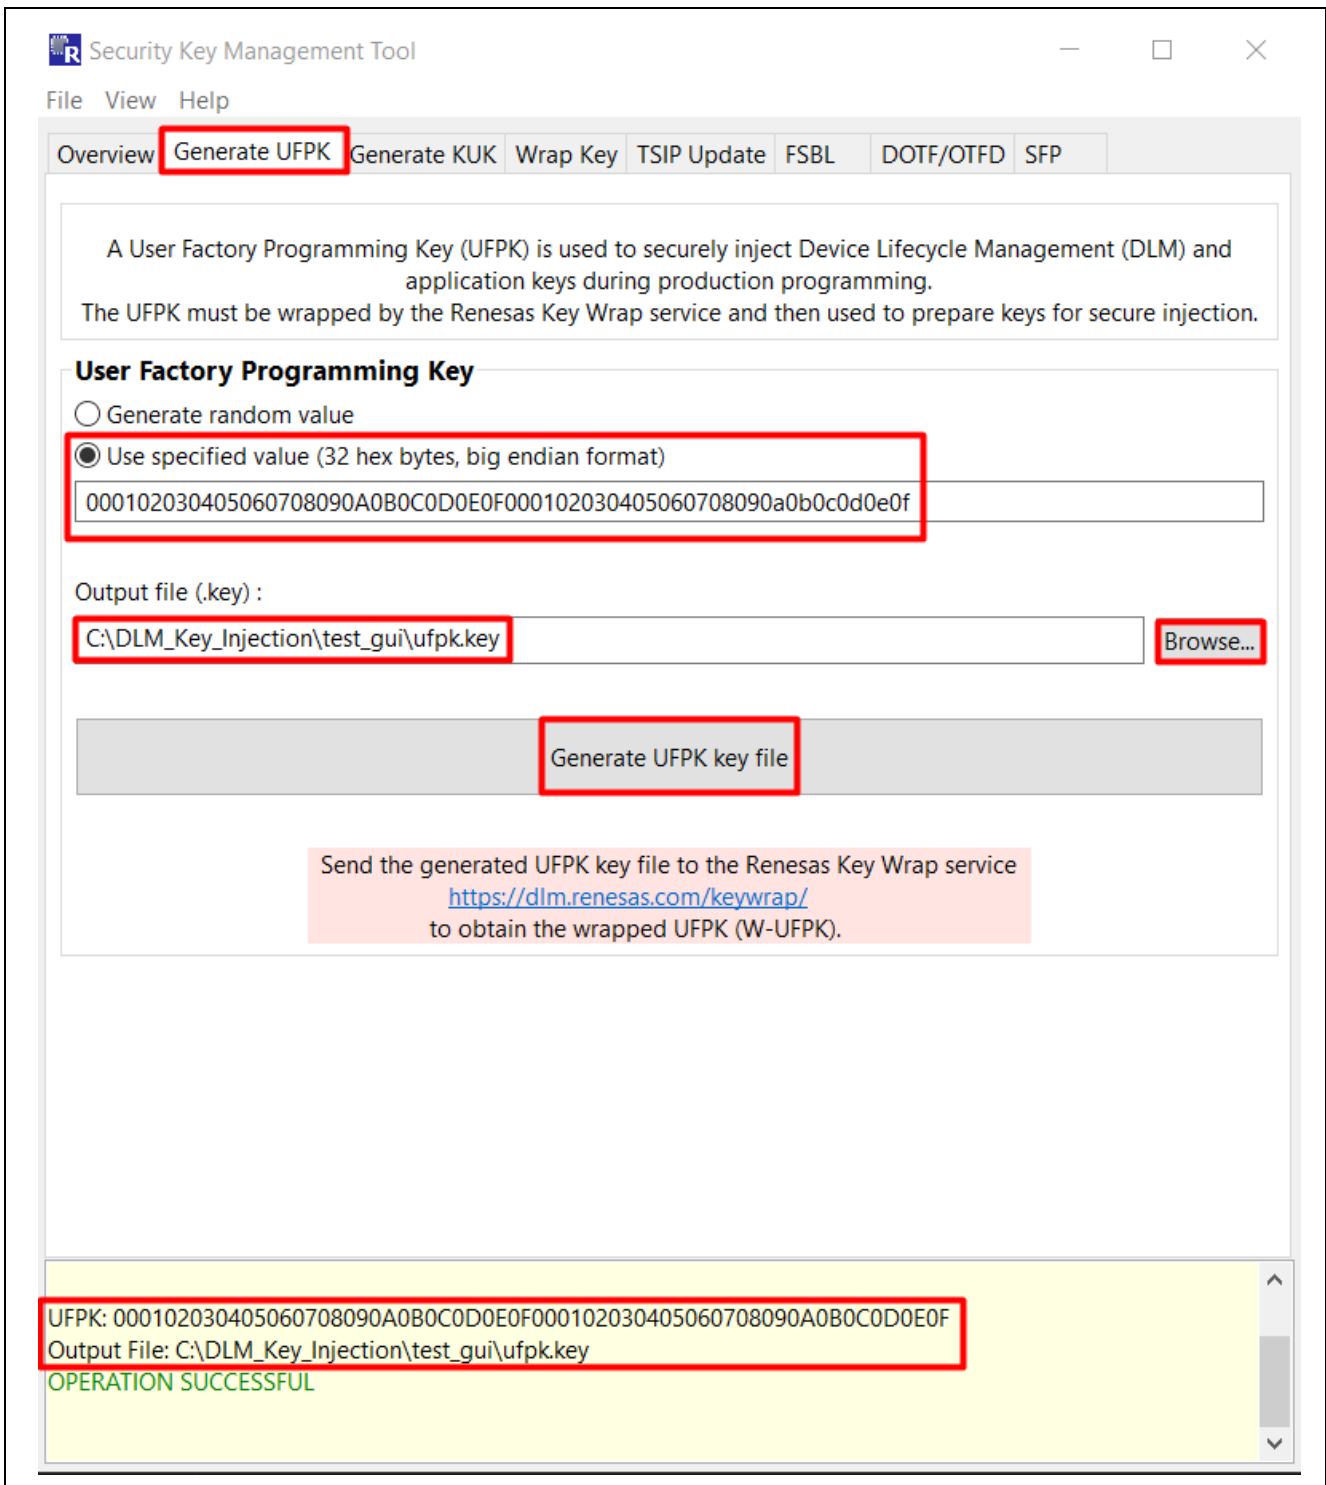 R Security Key Management Tool
File View Help
Overview Generate UFPK Generate KUK Wrap Key TSIP Update FSBL DOTF/OTFD SFP
A User Factory Programming Key (UFPK) is used to securely inject Device Lifecycle Management (DLM) and
application keys during production programming.
The UFPK must be wrapped by the Renesas Key Wrap service and then used to prepare keys for secure injection.
User Factory Programming Key
Generate random value
Use specified value (32 hex bytes, big endian format)
000102030405060708090A0B0C0D0E0F000102030405060708090a0b0c0d0e0f
Output file (.key) :
C:\DLM_Key_Injection\test_gui\ufpk.key
Browse...
Generate UFPK key file
Send the generated UFPK key file to the Renesas Key Wrap service
https://dlm.renesas.com/keywrap/
to obtain the wrapped UFPK (W-UFPK).
UFPK: 000102030405060708090A0B0C0D0E0F000102030405060708090A0B0C0D0E0F
Output File: C:\DLM_Key_Injection\test_gui\ufpk.key
OPERATION SUCCESSFUL